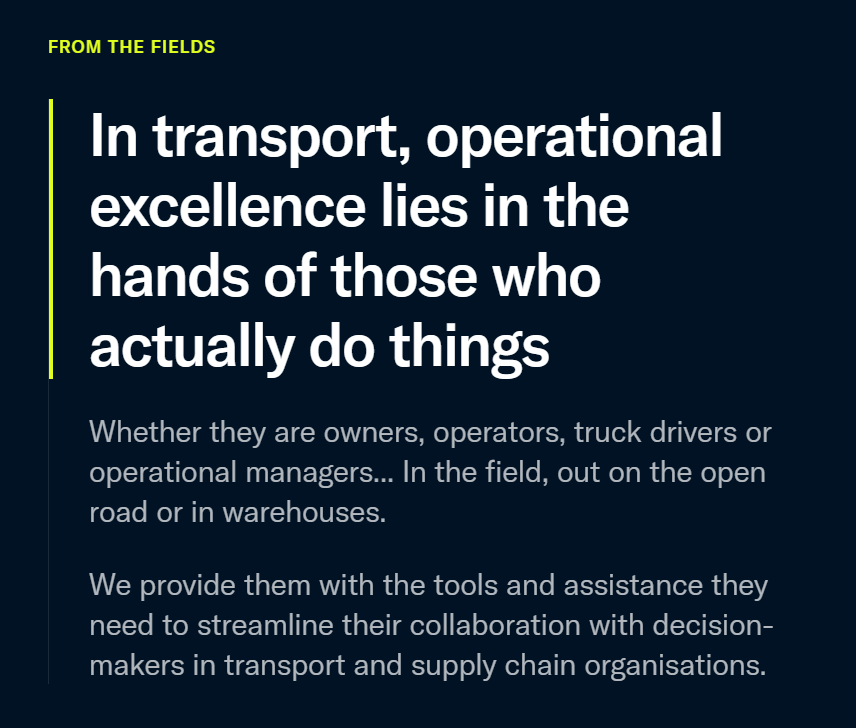 FROM THE FIELDS
In transport, operational
excellence lies in the
hands of those who
actually do things
Whether they are owners, operators, truck drivers or
operational managers... In the field, out on the open
road or in warehouses.
We provide them with the tools and assistance they
need to streamline their collaboration with decision-
makers in transport and supply chain organisations.